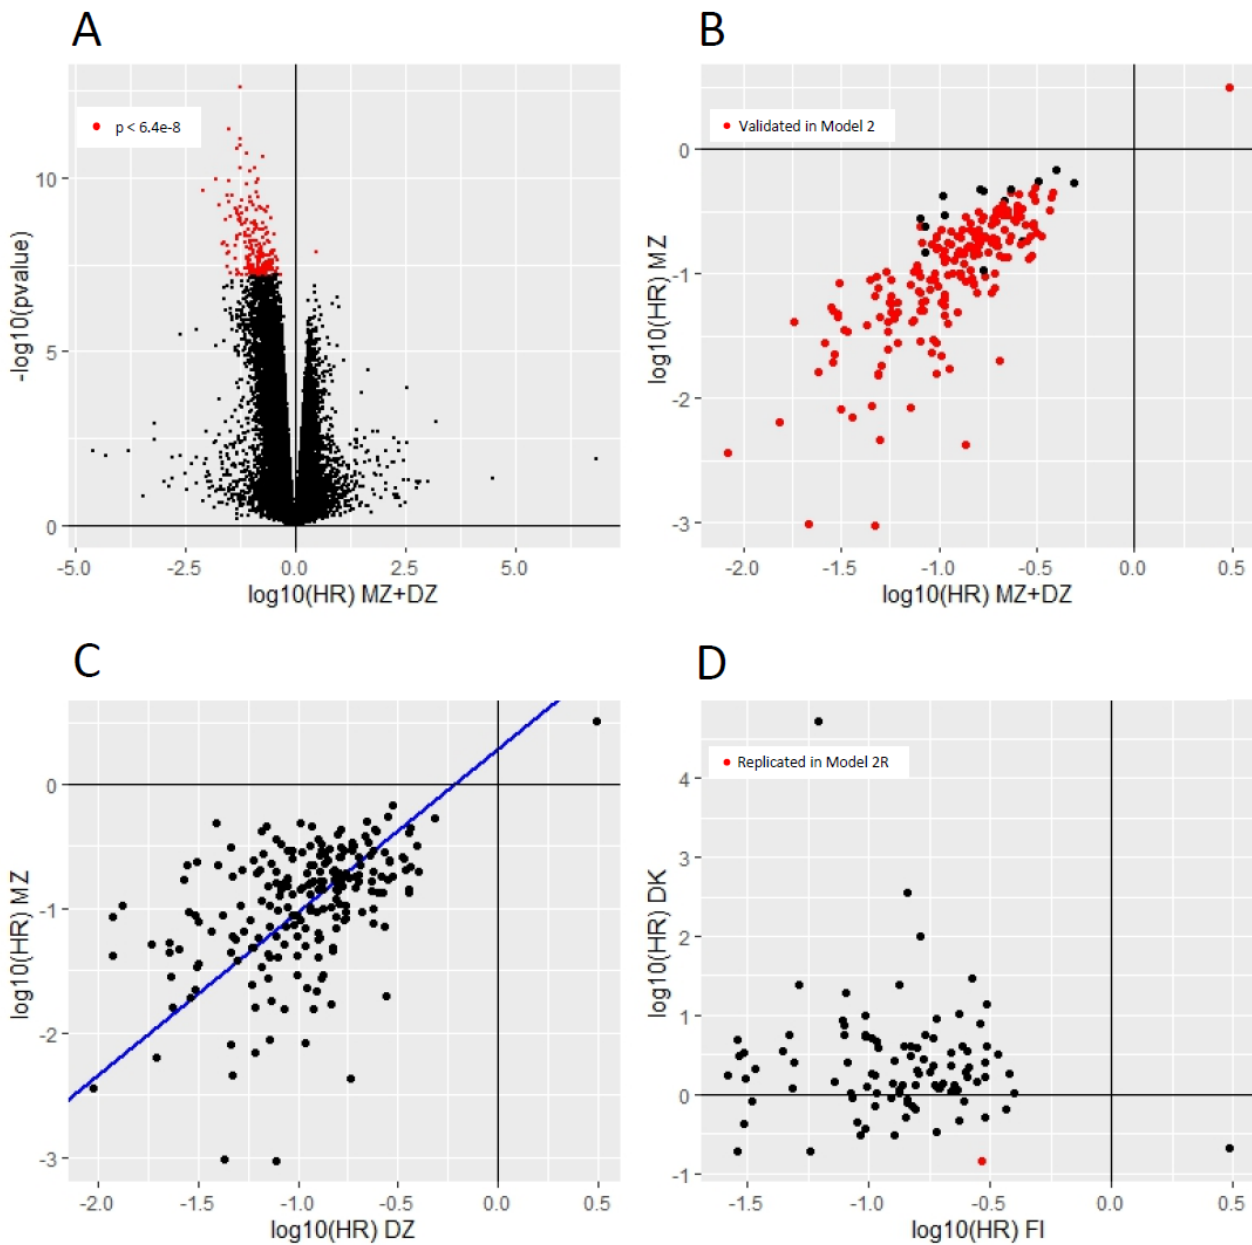 A
B
p < 6.4e-8
10
5
0
-log10(pvalue)
-5.0 -2.5 0.0 2.5 5.0
log10(HR) MZ+DZ
Validated in Model 2
0
-1
-2
-3
log10(HR) MZ
-2.0 -1.5 -1.0 -0.5 0.0 0.5
log10(HR) MZ+DZ
C
D
0
-1
-2
-3
log10(HR) MZ
-2.0 -1.5 -1.0 -0.5 0.0 0.5
log10(HR) DZ
Replicated in Model 2R
4
3
2
1
0
-1
log10(HR) DK
-1.5 -1.0 -0.5 0.0 0.5
log10(HR) FI